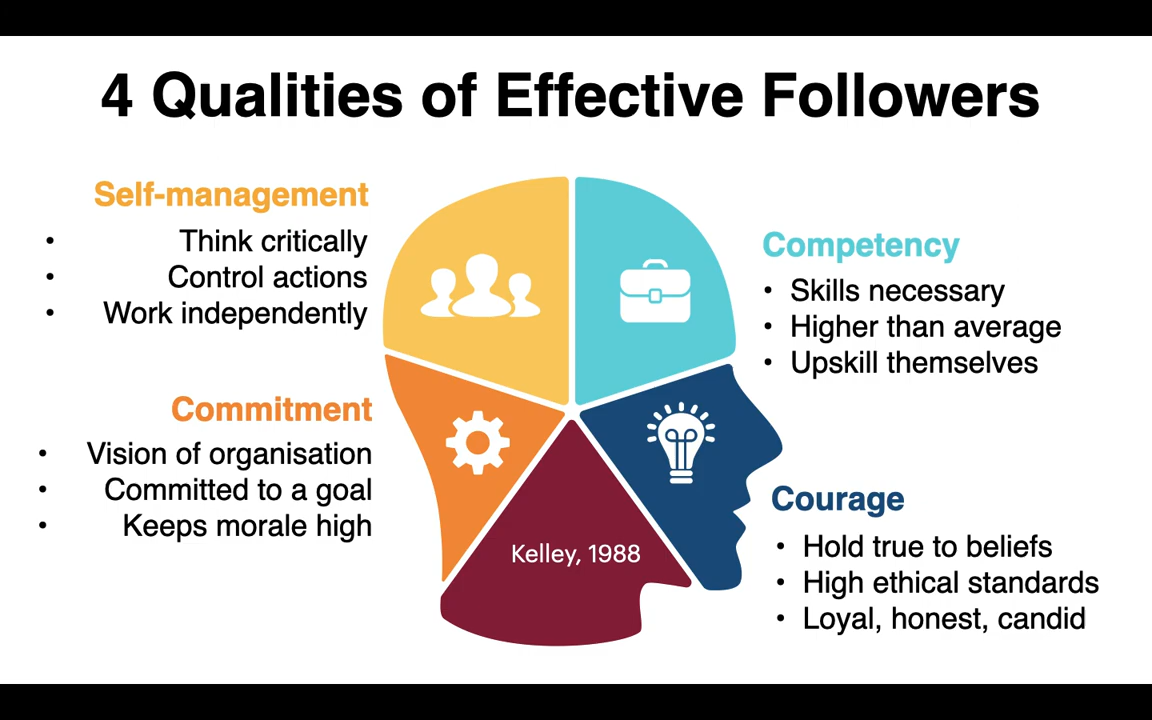 4 Qualities of Effective Followers
Self-management
• Think critically
• Control actions
• Work independently
Commitment
• Vision of organisation
• Committed to a goal
• Keeps morale high
Competency
• Skills necessary
• Higher than average
• Upskill themselves
Courage
• Hold true to beliefs
• High ethical standards
• Loyal, honest, candid
Kelley, 1988